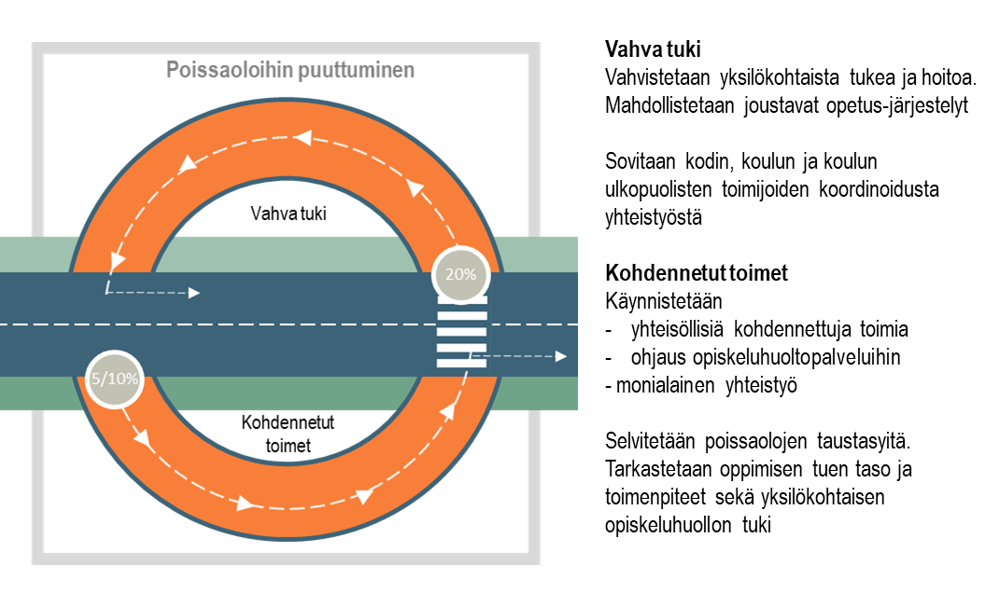 Poissaoloihin puuttuminen
Vahva tuki
20%
5/10%
Kohdennetut
toimet
Vahva tuki
Vahvistetaan yksilökohtaista tukea ja hoitoa.
Mahdollistetaan joustavat opetus-järjestelyt
Sovitaan kodin, koulun ja koulun
ulkopuolisten toimijoiden koordinoidusta
yhteistyöstä
Kohdennetut toimet
Käynnistetään
- yhteisöllisiä kohdennettuja toimia
- ohjaus opiskeluhuoltopalveluihin
- monialainen yhteistyö
Selvitetään poissaolojen taustasyitä.
Tarkastetaan oppimisen tuen taso ja
toimenpiteet sekä yksilökohtaisen
opiskeluhuollon tuki